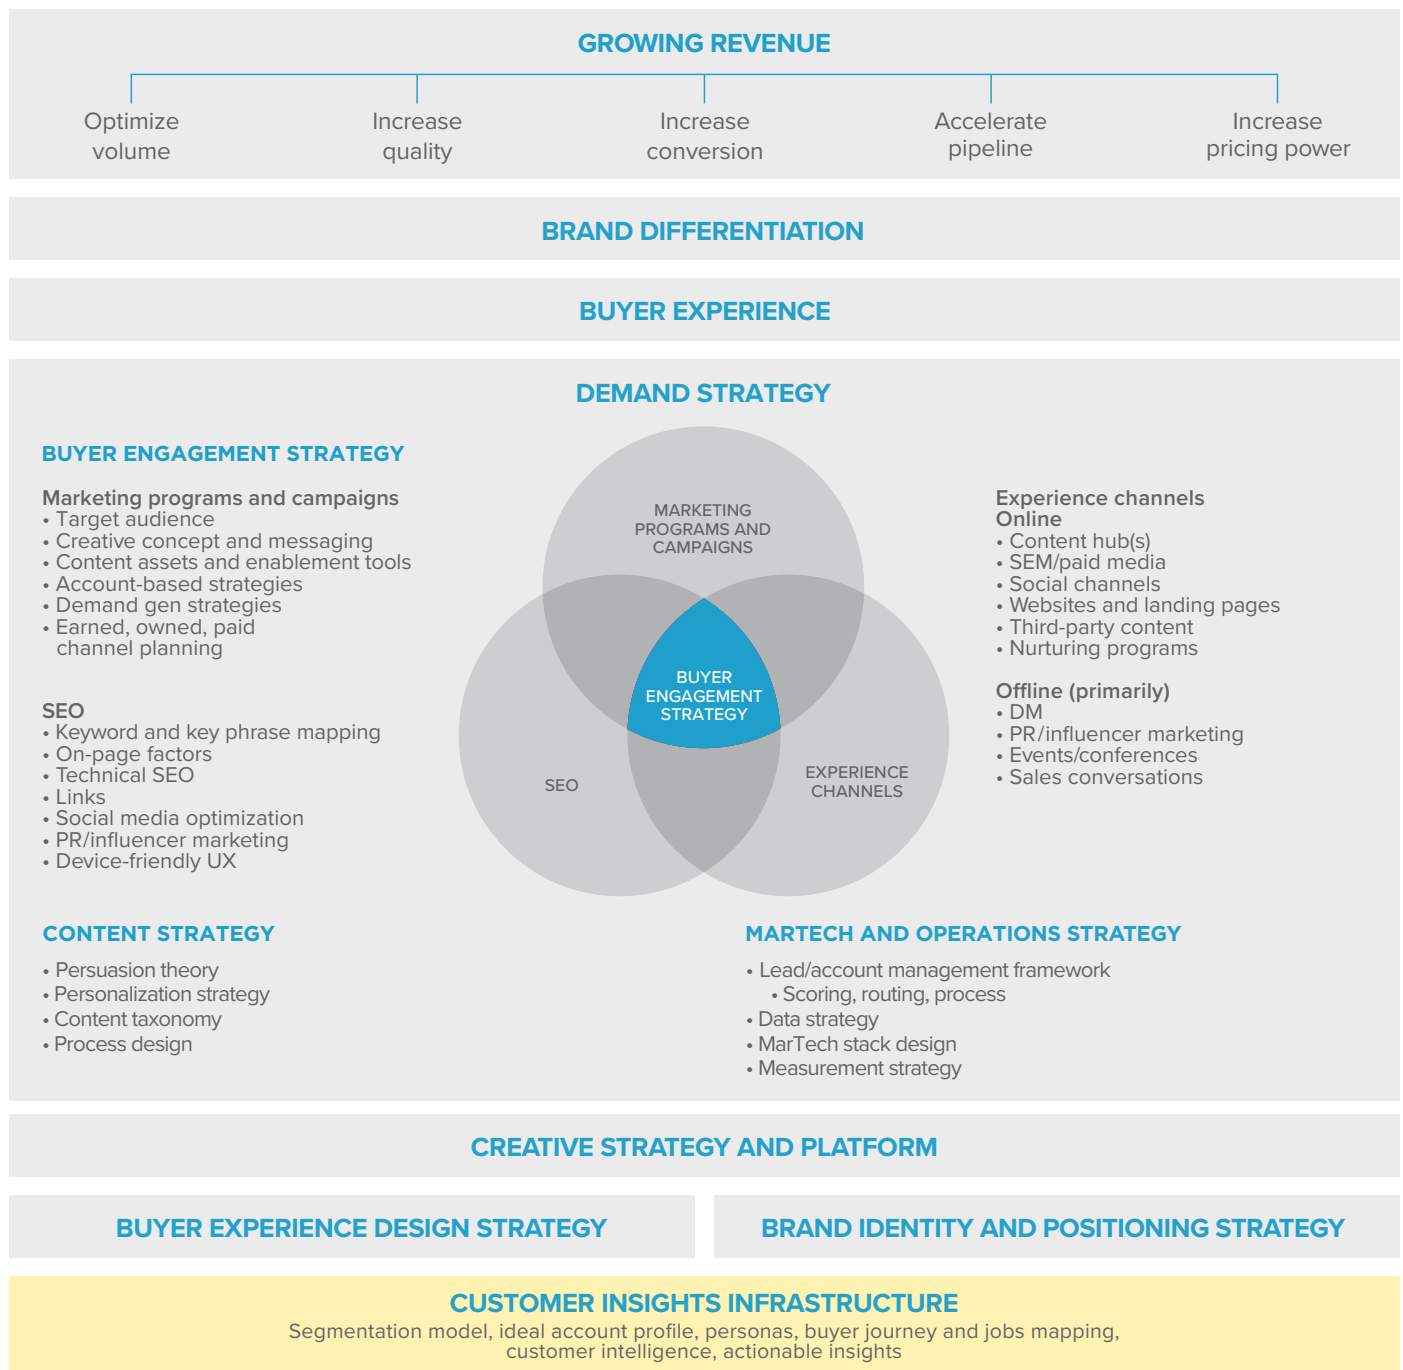 GROWING REVENUE
Optimize
volume
Increase
quality
Increase
conversion
Accelerate
pipeline
Increase
pricing power
BRAND DIFFERENTIATION
BUYER EXPERIENCE
DEMAND STRATEGY
BUYER ENGAGEMENT STRATEGY
Marketing programs and campaigns
• Target audience
• Creative concept and messaging
• Content assets and enablement tools
• Account-based strategies
• Demand gen strategies
• Earned, owned, paid
channel planning
SEO
• Keyword and key phrase mapping
• On-page factors
• Technical SEO
• Links
• Social media optimization
• PR/influencer marketing
• Device-friendly UX
MARKETING
PROGRAMS AND
CAMPAIGNS
BUYER
ENGAGEMENT
STRATEGY
SEO
EXPERIENCE
CHANNELS
Experience channels
Online
• Content hub(s)
• SEM/paid media
• Social channels
• Websites and landing pages
• Third-party content
• Nurturing programs
Offline (primarily)
• DM
• PR/influencer marketing
• Events/conferences
• Sales conversations
CONTENT STRATEGY
• Persuasion theory
• Personalization strategy
• Content taxonomy
• Process design
MARTECH AND OPERATIONS STRATEGY
• Lead/account management framework
• Scoring, routing, process
• Data strategy
• MarTech stack design
• Measurement strategy
CREATIVE STRATEGY AND PLATFORM
BUYER EXPERIENCE DESIGN STRATEGY
BRAND IDENTITY AND POSITIONING STRATEGY
CUSTOMER INSIGHTS INFRASTRUCTURE
Segmentation model, ideal account profile, personas, buyer journey and jobs mapping,
customer intelligence, actionable insights